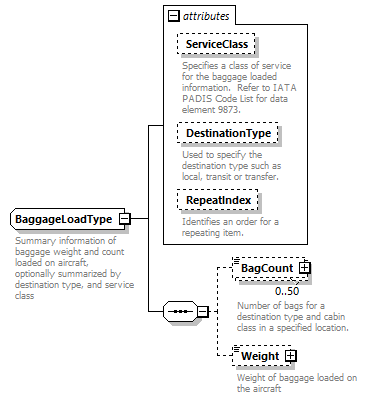 attributes
ServiceClass
Specifies a class of service
for the baggage loaded
information.  Refer to IATA
PADIS Code List for data
element 9873.
DestinationType
Used to specify the
destination type such as
local, transit or transfer.
RepeatIndex
Identifies an order for a
repeating item.
BaggageLoadType
Summary information of
baggage weight and count
loaded on aircraft,
optionally summarized by
destination type, and service
class
BagCount
0..50
Number of bags for a
destination type and cabin
class in a specified location.
Weight
Weight of baggage loaded on
the aircraft